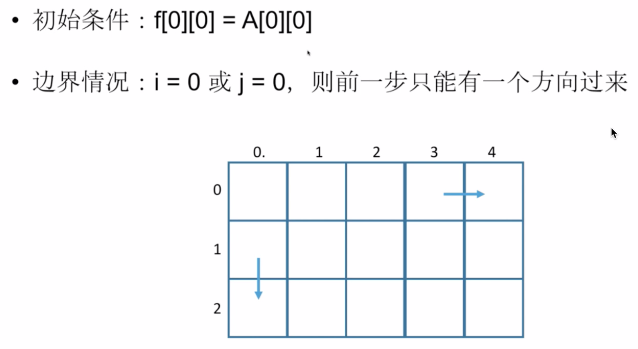 • 初始条件：f[0][0] = A[0][0]
• 边界情况：i = 0 或 j = 0，则前一步只能有一个方向过来
0. 1 2 3 4
0
1
2